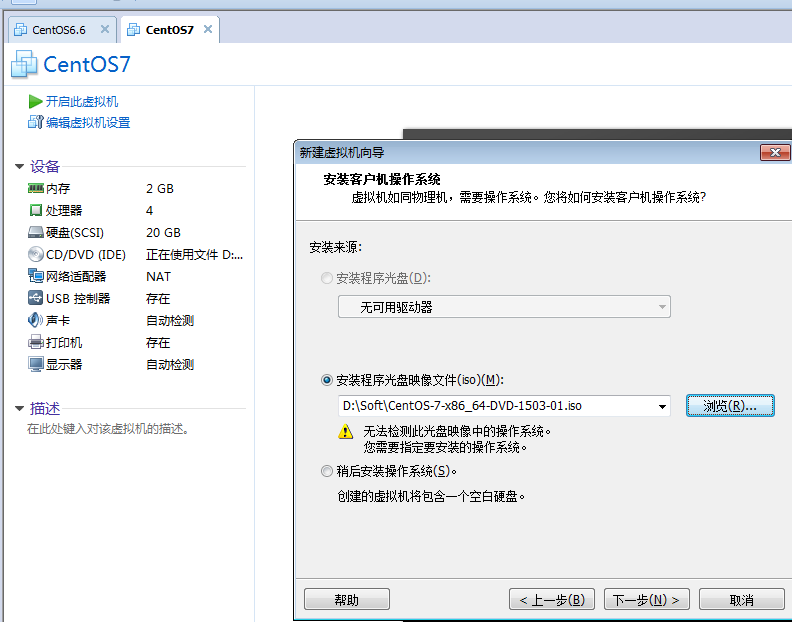 CentOS6.6
CentOS7
CentOS7
开启此虚拟机
编辑虚拟机设置
设备
内存 2 GB
处理器 4
硬盘(SCSI) 20 GB
CD/DVD (IDE) 正在使用文件 D:...
网络适配器 NAT
USB 控制器 存在
声卡 自动检测
打印机 存在
显示器 自动检测
描述
在此处键入对该虚拟机的描述。
新建虚拟机向导
安装客户机操作系统
虚拟机如同物理机，需要操作系统。您将如何安装客户机操作系统?
安装来源:
安装程序光盘(D):
无可用驱动器
安装程序光盘映像文件(iso)(M):
D:\Soft\CentOS-7-x86_64-DVD-1503-01.iso
浏览(R)...
无法检测此光盘映像中的操作系统。
您需要指定要安装的操作系统。
稍后安装操作系统(S)。
创建的虚拟机将包含一个空白硬盘。
帮助
< 上一步(B)
下一步(N) >
取消